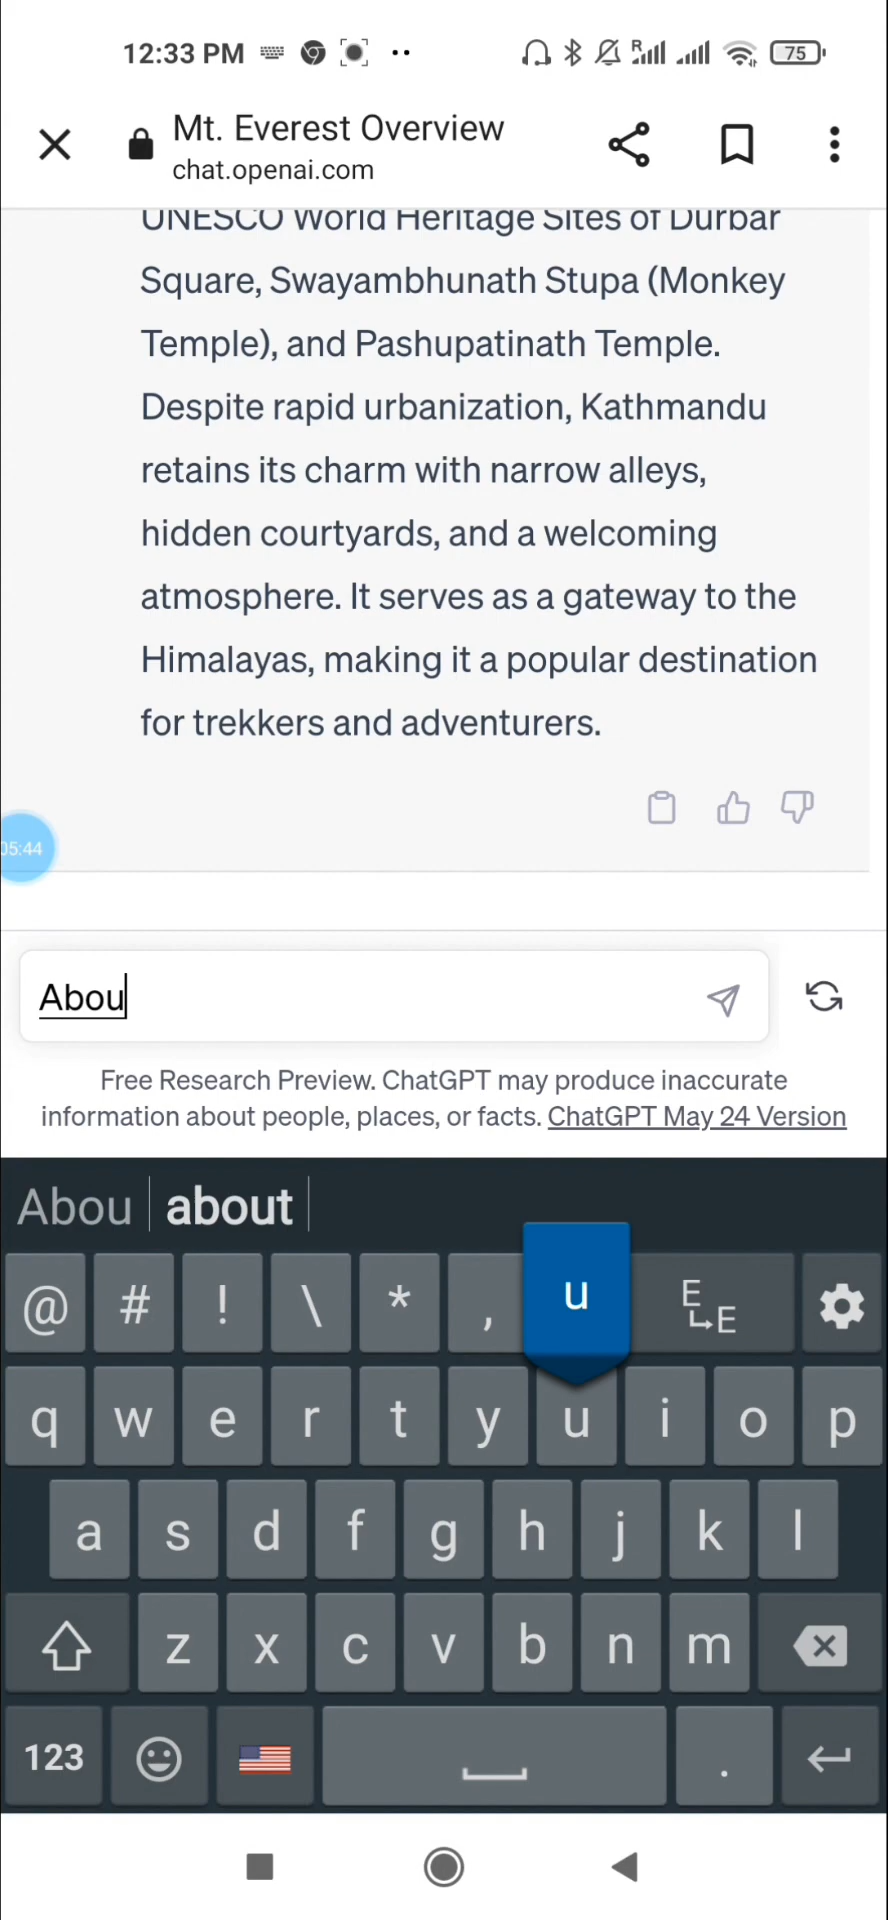 12:33 PM
R
75
Mt. Everest Overview
chat.openai.com
UNESCO World Heritage Sites of Durbar
Square, Swayambhunath Stupa (Monkey
Temple), and Pashupatinath Temple.
Despite rapid urbanization, Kathmandu
retains its charm with narrow alleys,
hidden courtyards, and a welcoming
atmosphere. It serves as a gateway to the
Himalayas, making it a popular destination
for trekkers and adventurers.
05:44
Abou
Free Research Preview. ChatGPT may produce inaccurate
information about people, places, or facts. ChatGPT May 24 Version
Abou about
@ # ! \ * , u E E
q w e r t y u i o p
a s d f g h j k l
z x c v b n m
123 .